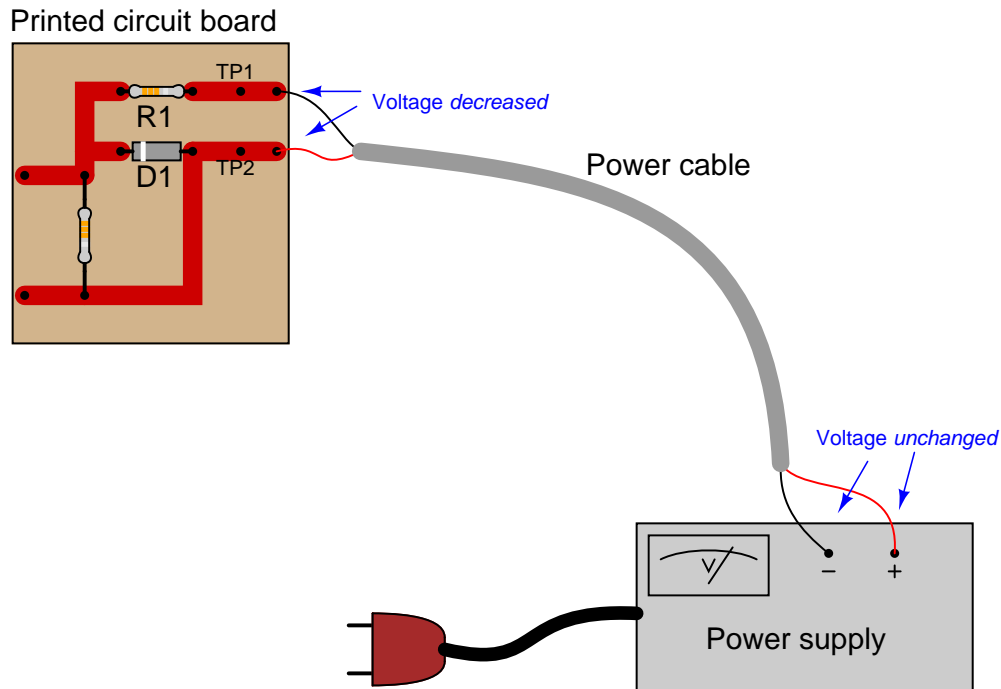 Printed circuit board
TP1
R1
Voltage decreased
TP2
D1
Power cable
Voltage unchanged
V
− +
Power supply